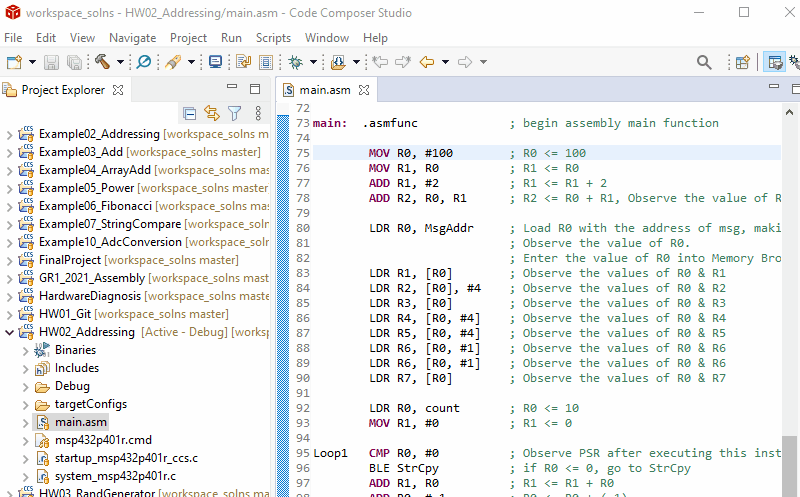 workspace_solns - HW02_Addressing/main.asm - Code Composer Studio
File Edit View Navigate Project Run Scripts Window Help
Project Explorer
Example02_Addressing [workspace_solns m
Example03_Add [workspace_solns master]
Example04_ArrayAdd [workspace_solns ma
Example05_Power [workspace_solns master
Example06_Fibonacci [workspace_solns mas
Example07_StringCompare [workspace_soln
Example10_AdcConversion [workspace_soln
FinalProject [workspace_solns master]
GR1_2021_Assembly [workspace_solns mast
HardwareDiagnosis [workspace_solns maste
HW01_Git [workspace_solns master]
HW02_Addressing [Active - Debug] [worksp
Binaries
Includes
Debug
targetConfigs
main.asm
msp432p401r.cmd
startup_msp432p401r_ccs.c
system_msp432p401r.c
HW03_RandGenerator [workspace_solns ma
main.asm
72
73 main: .asmfunc ; begin assembly main function
74
75 MOV R0, #100 ; R0 <= 100
76 MOV R1, R0 ; R1 <= R0
77 ADD R1, #2 ; R1 <= R1 + 2
78 ADD R2, R0, R1 ; R2 <= R0 + R1, Observe the value of R
79
80 LDR R0, MsgAddr ; Load R0 with the address of msg, maki
81 ; Observe the value of R0.
82 ; Enter the value of R0 into Memory Bro
83 LDR R1, [R0] ; Observe the values of R0 & R1
84 LDR R2, [R0], #4 ; Observe the values of R0 & R2
85 LDR R3, [R0] ; Observe the values of R0 & R3
86 LDR R4, [R0, #4] ; Observe the values of R0 & R4
87 LDR R5, [R0, #4] ; Observe the values of R0 & R5
88 LDR R6, [R0, #1] ; Observe the values of R0 & R6
89 LDR R6, [R0, #1] ; Observe the values of R0 & R6
90 LDR R7, [R0] ; Observe the values of R0 & R7
91
92 LDR R0, count ; R0 <= 10
93 MOV R1, #0 ; R1 <= 0
94
95 Loop1 CMP R0, #0 ; Observe PSR after executing this inst
96 BLE StrCpy ; if R0 <= 0, go to StrCpy
97 ADD R1, R0 ; R1 <= R1 + R0